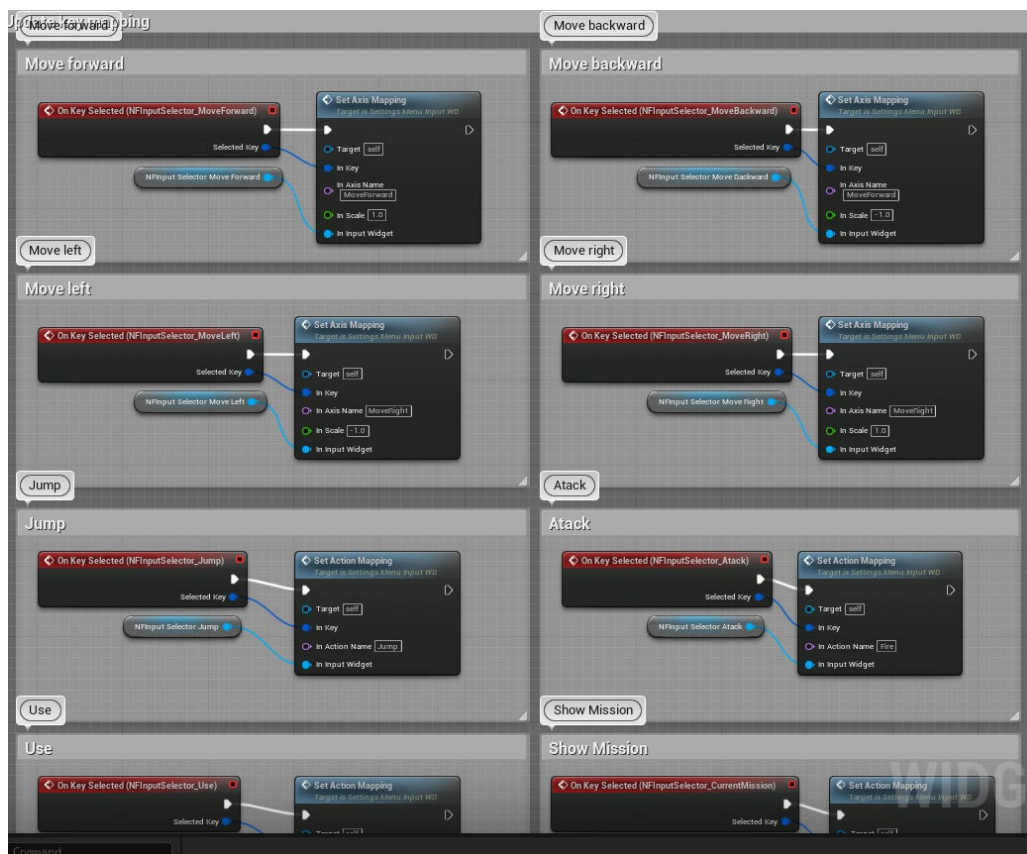 Update key mapping
Move forward
Move backward
Move forward
Move backward
On Key Selected (NFInputSelector_MoveForward)
Selected Key
NFInput Selector Move Forward
Set Axis Mapping
Target is Settings Menu Input WD
Target self
In Key
In Axis Name
MoveForward
In Scale 1.0
In Input Widget
On Key Selected (NFInputSelector_MoveBackward)
Selected Key
NFInput Selector Move Backward
Set Axis Mapping
Target is Settings Menu Input WD
Target self
In Key
In Axis Name
MoveForward
In Scale -1.0
In Input Widget
Move left
Move right
Move left
Move right
On Key Selected (NFInputSelector_MoveLeft)
Selected Key
NFInput Selector Move Left
Set Axis Mapping
Target is Settings Menu Input WD
Target self
In Key
In Axis Name MoveRight
In Scale -1.0
In Input Widget
On Key Selected (NFInputSelector_MoveRight)
Selected Key
NFInput Selector Move Right
Set Axis Mapping
Target is Settings Menu Input WD
Target self
In Key
In Axis Name MoveRight
In Scale 1.0
In Input Widget
Jump
Atack
Jump
Atack
On Key Selected (NFInputSelector_Jump)
Selected Key
NFInput Selector Jump
Set Action Mapping
Target is Settings Menu Input WD
Target self
In Key
In Action Name Jump
In Input Widget
On Key Selected (NFInputSelector_Atack)
Selected Key
NFInput Selector Atack
Set Action Mapping
Target is Settings Menu Input WD
Target self
In Key
In Action Name Fire
In Input Widget
Use
Show Mission
Use
Show Mission
On Key Selected (NFInputSelector_Use)
Selected Key
Set Action Mapping
Target is Settings Menu Input WD
Target self
On Key Selected (NFInputSelector_CurrentMission)
Selected Key
Set Action Mapping
Target is Settings Menu Input WD
Target self
WIDG
Command